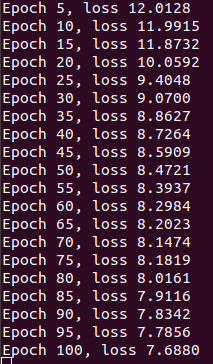 Epoch 5, loss 12.0128
Epoch 10, loss 11.9915
Epoch 15, loss 11.8732
Epoch 20, loss 10.0592
Epoch 25, loss 9.4048
Epoch 30, loss 9.0700
Epoch 35, loss 8.8627
Epoch 40, loss 8.7264
Epoch 45, loss 8.5909
Epoch 50, loss 8.4721
Epoch 55, loss 8.3937
Epoch 60, loss 8.2984
Epoch 65, loss 8.2023
Epoch 70, loss 8.1474
Epoch 75, loss 8.1819
Epoch 80, loss 8.0161
Epoch 85, loss 7.9116
Epoch 90, loss 7.8342
Epoch 95, loss 7.7856
Epoch 100, loss 7.6880